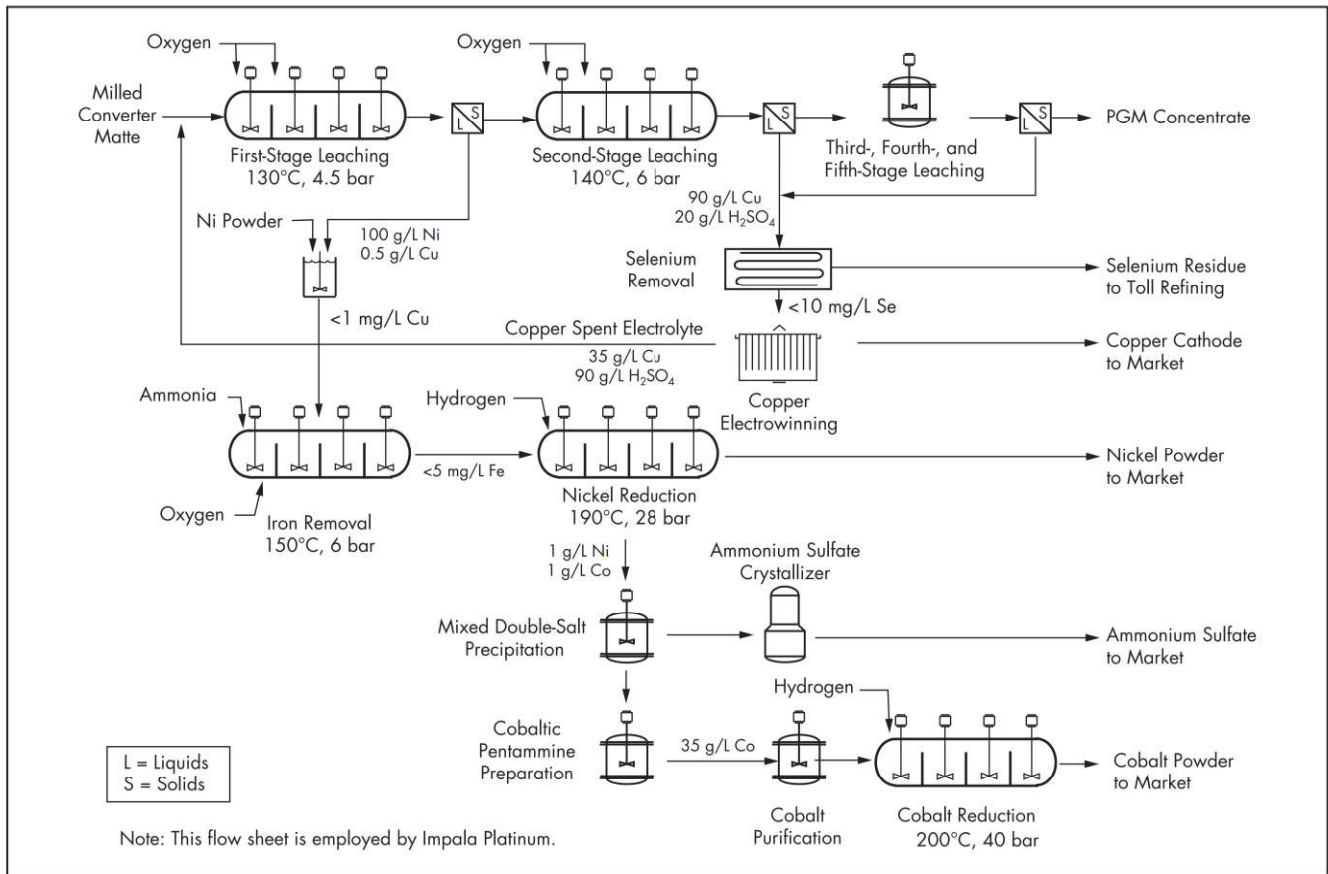 Oxygen
Oxygen
Milled
Converter
Matte
L
S
L
S
L
S
PGM Concentrate
First-Stage Leaching
130°C, 4.5 bar
Second-Stage Leaching
140°C, 6 bar
Third-, Fourth-, and
Fifth-Stage Leaching
90 g/L Cu
20 g/L H₂SO₄
Ni Powder
100 g/L Ni
0.5 g/L Cu
Selenium
Removal
Selenium Residue
to Toll Refining
<10 mg/L Se
<1 mg/L Cu
Copper Spent Electrolyte
35 g/L Cu
90 g/L H₂SO₄
Copper Cathode
to Market
Copper
Electrowinning
Ammonia
Hydrogen
<5 mg/L Fe
Nickel Powder
to Market
Oxygen
Iron Removal
150°C, 6 bar
Nickel Reduction
190°C, 28 bar
1 g/L Ni
1 g/L Co
Ammonium Sulfate
Crystallizer
Mixed Double-Salt
Precipitation
Ammonium Sulfate
to Market
Hydrogen
Cobaltic
Pentammine
Preparation
35 g/L Co
Cobalt Powder
to Market
L = Liquids
S = Solids
Cobalt
Purification
Cobalt Reduction
200°C, 40 bar
Note: This flow sheet is employed by Impala Platinum.